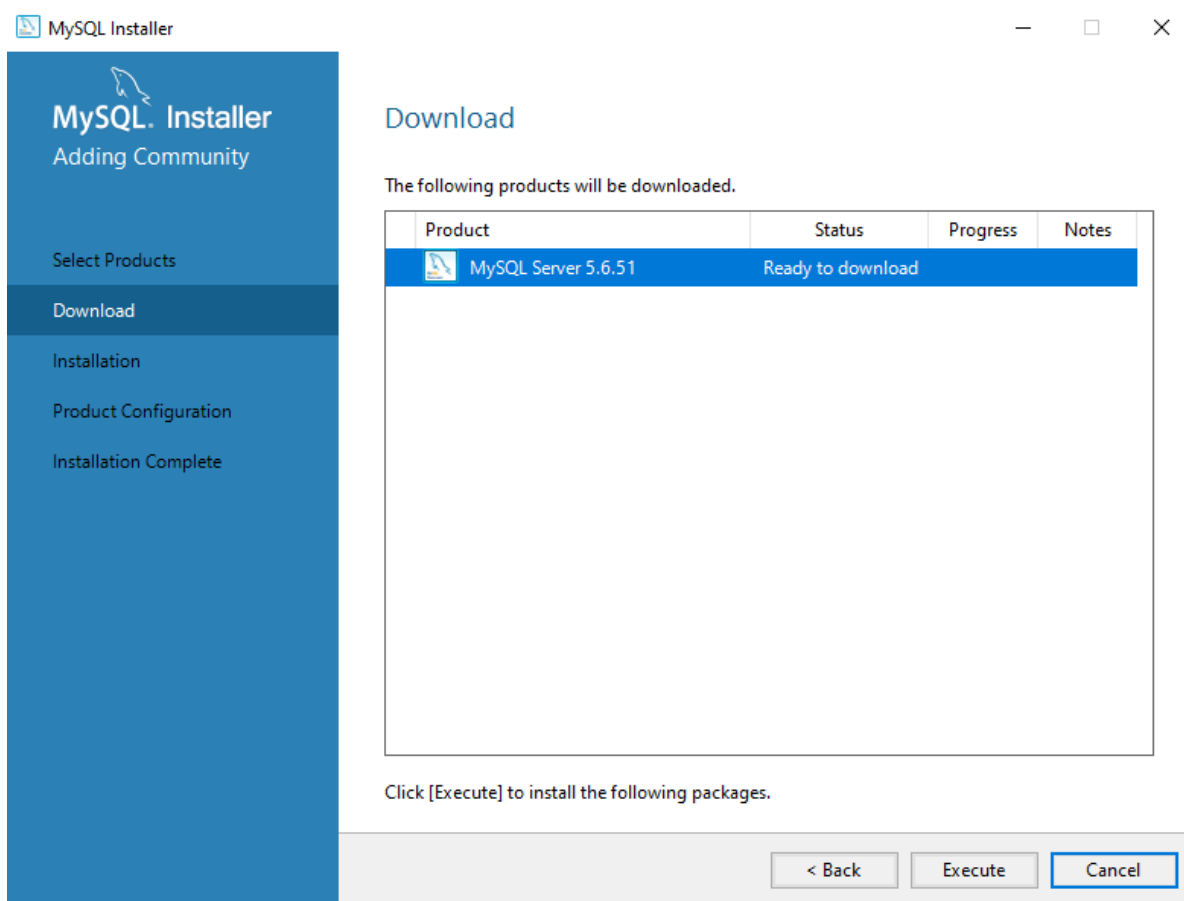 MySQL Installer
MySQL. Installer
Adding Community
Select Products
Download
Installation
Product Configuration
Installation Complete
Download
The following products will be downloaded.
Product Status Progress Notes
MySQL Server 5.6.51 Ready to download
Click [Execute] to install the following packages.
< Back Execute Cancel